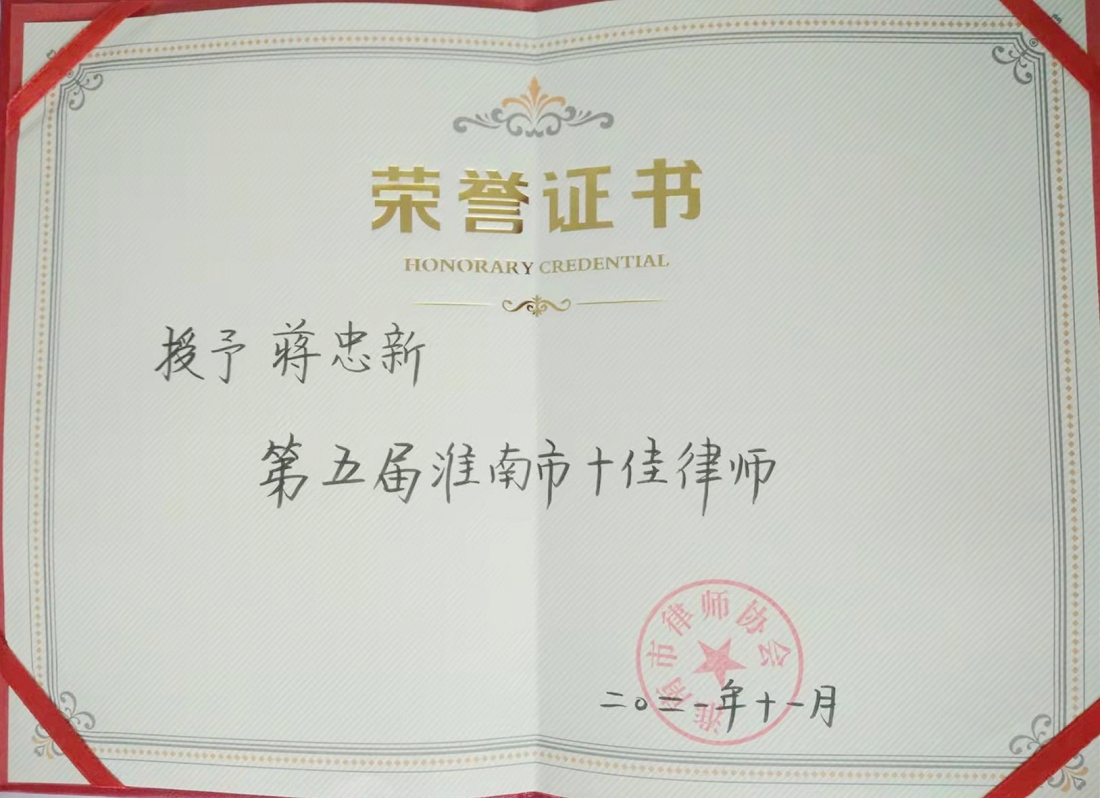 荣誉证书
HONORARY CREDENTIAL
授予 蒋忠新
第五届淮南市十佳律师
淮南市律师协会
二〇二一年十一月